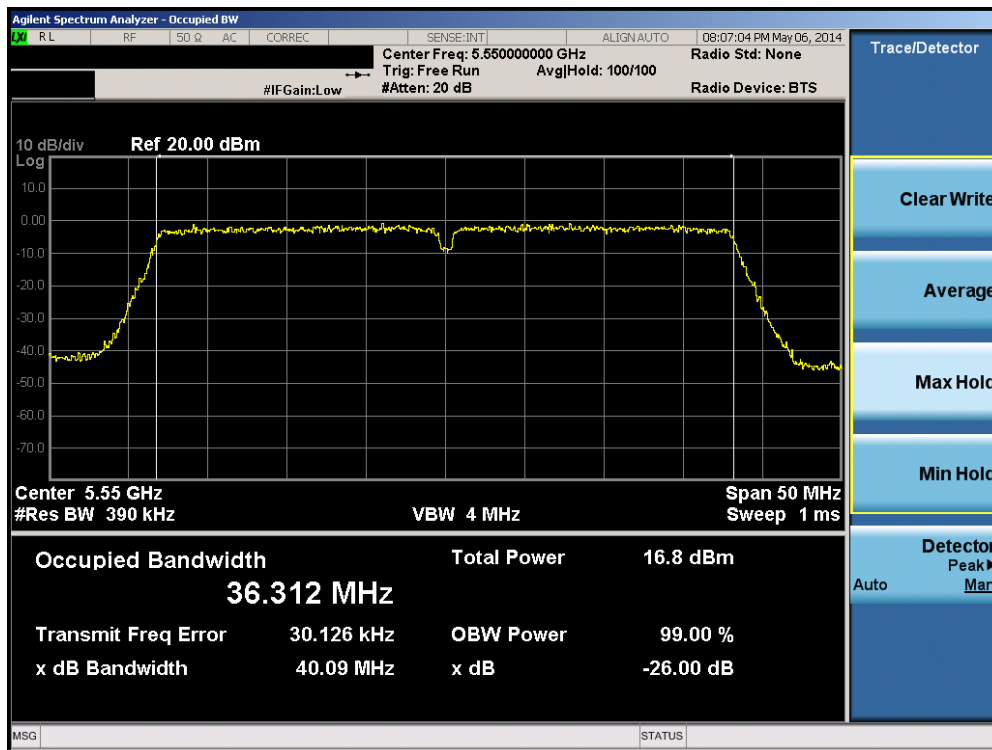 Agilent Spectrum Analyzer - Occupied BW
LXI RL RF 50 Ω AC CORREC SENSE:INT ALIGN AUTO 08:07:04 PM May 06, 2014
Center Freq: 5.550000000 GHz Radio Std: None
Trig: Free Run Avg|Hold: 100/100
#IFGain:Low #Atten: 20 dB Radio Device: BTS
Trace/Detector
10 dB/div Ref 20.00 dBm
Log
10.0
0.00
-10.0
-20.0
-30.0
-40.0
-50.0
-60.0
-70.0
Center 5.55 GHz Span 50 MHz
#Res BW 390 kHz VBW 4 MHz Sweep 1 ms
Occupied Bandwidth Total Power 16.8 dBm
36.312 MHz
Transmit Freq Error 30.126 kHz OBW Power 99.00 %
x dB Bandwidth 40.09 MHz x dB -26.00 dB
Clear Write
Average
Max Hold
Min Hold
Detector
Peak
Auto Man
MSG STATUS